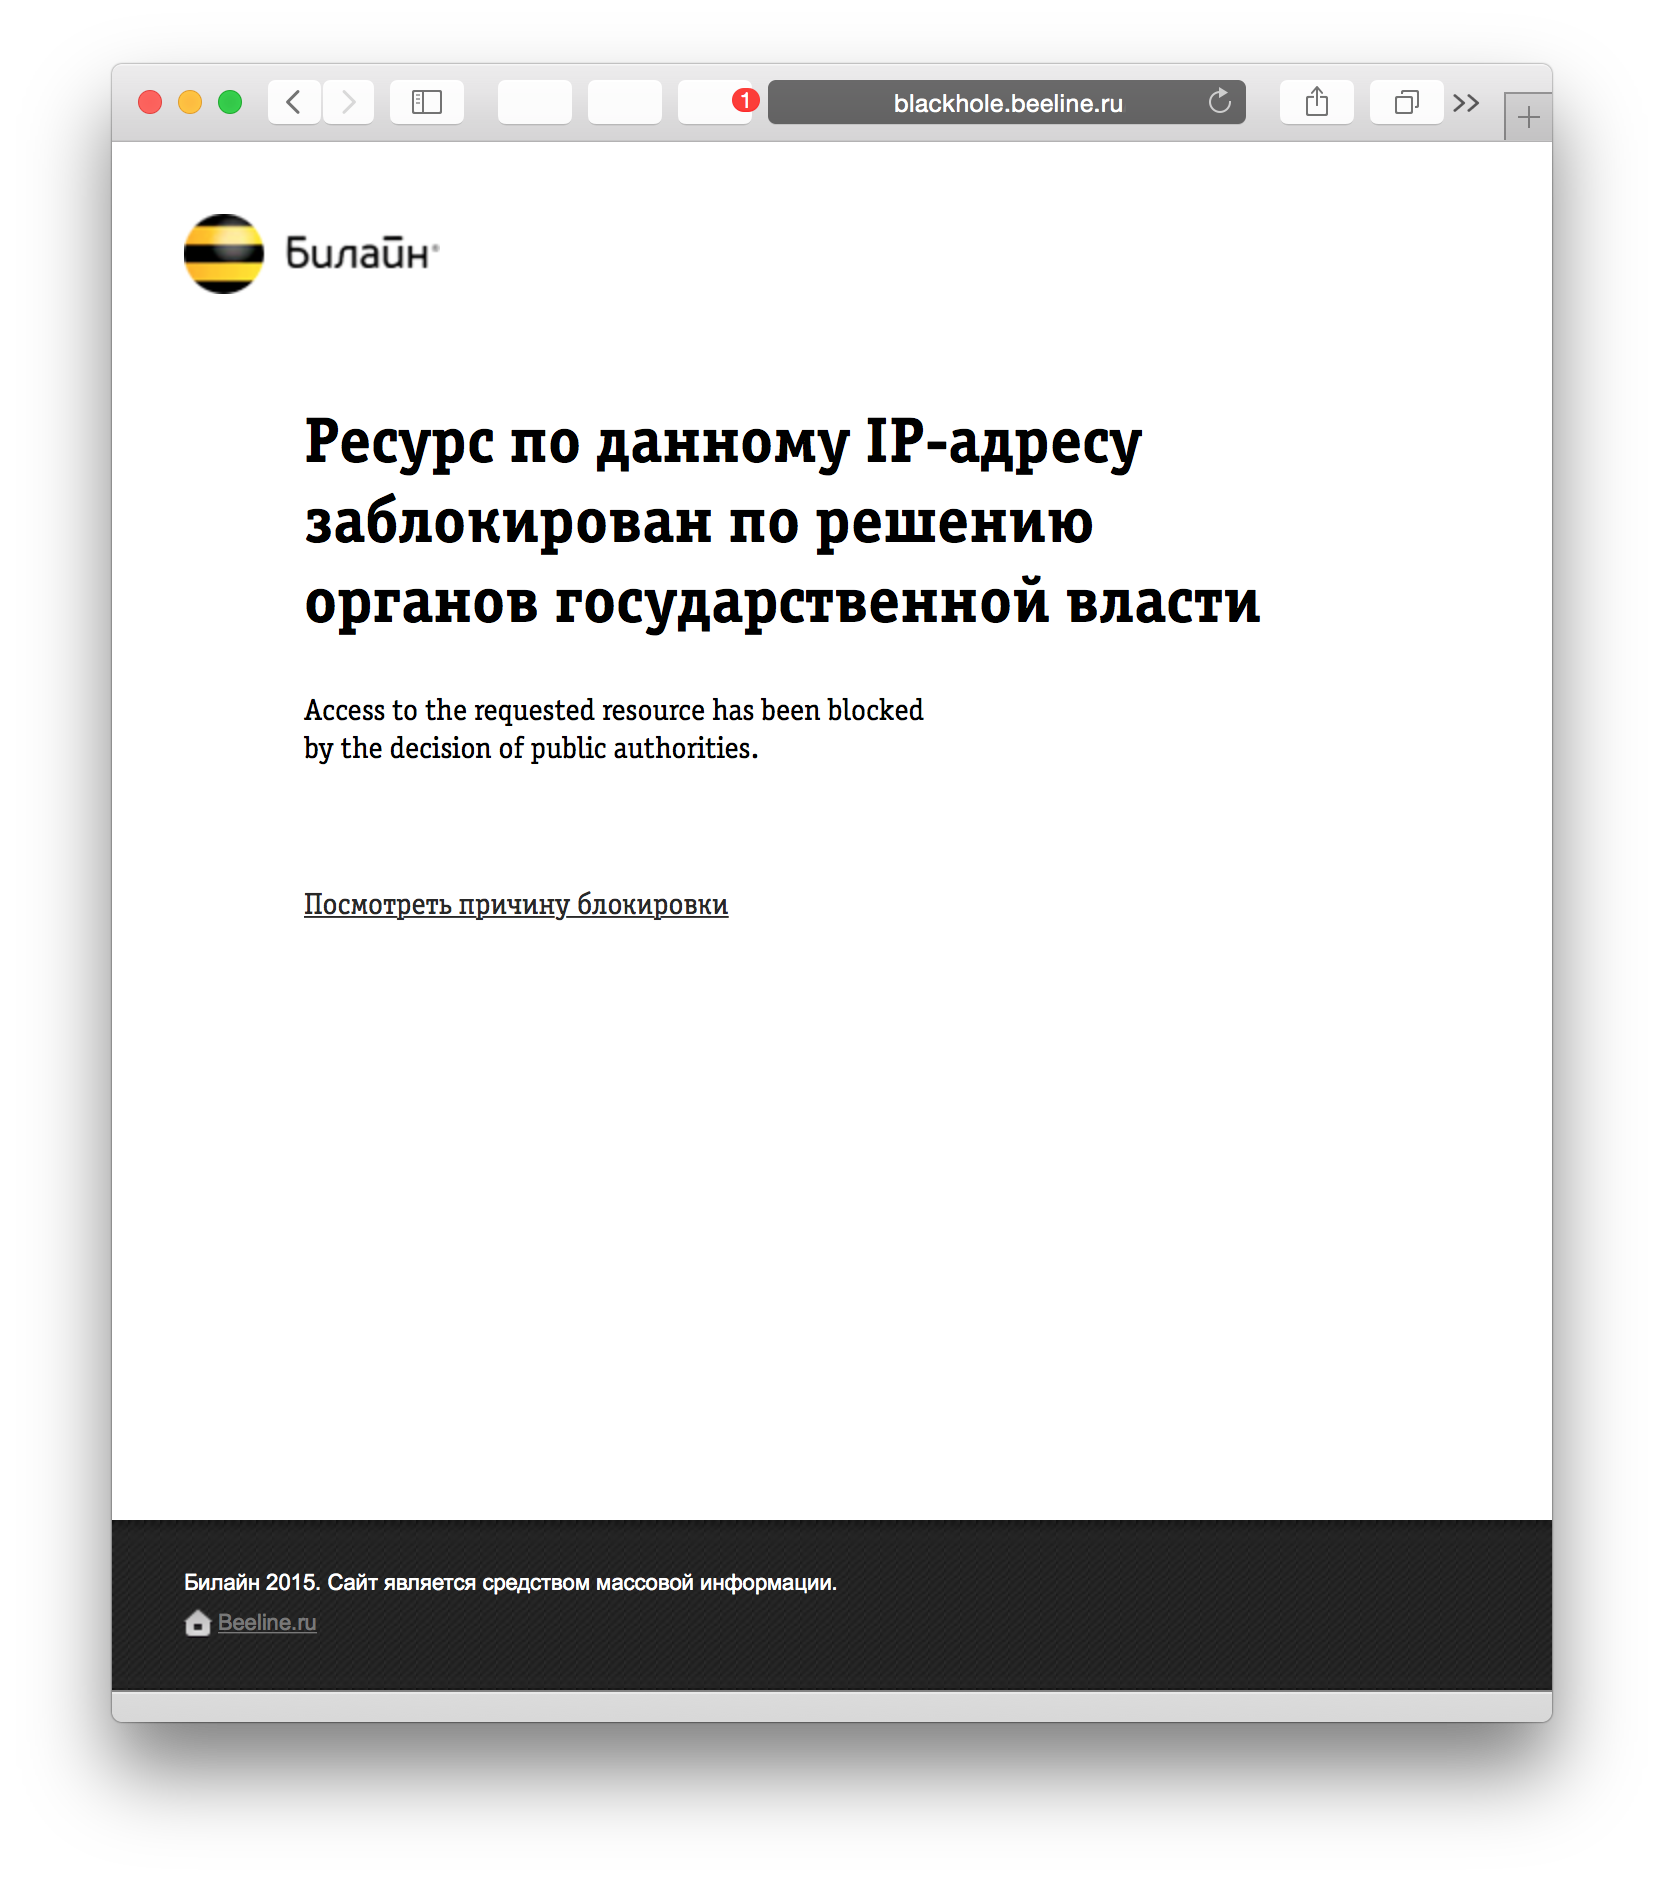 1
blackhole.beeline.ru
Билайн®
Ресурс по данному IP-адресу
заблокирован по решению
органов государственной власти
Access to the requested resource has been blocked
by the decision of public authorities.
Посмотреть причину блокировки
Билайн 2015. Сайт является средством массовой информации.
Beeline.ru